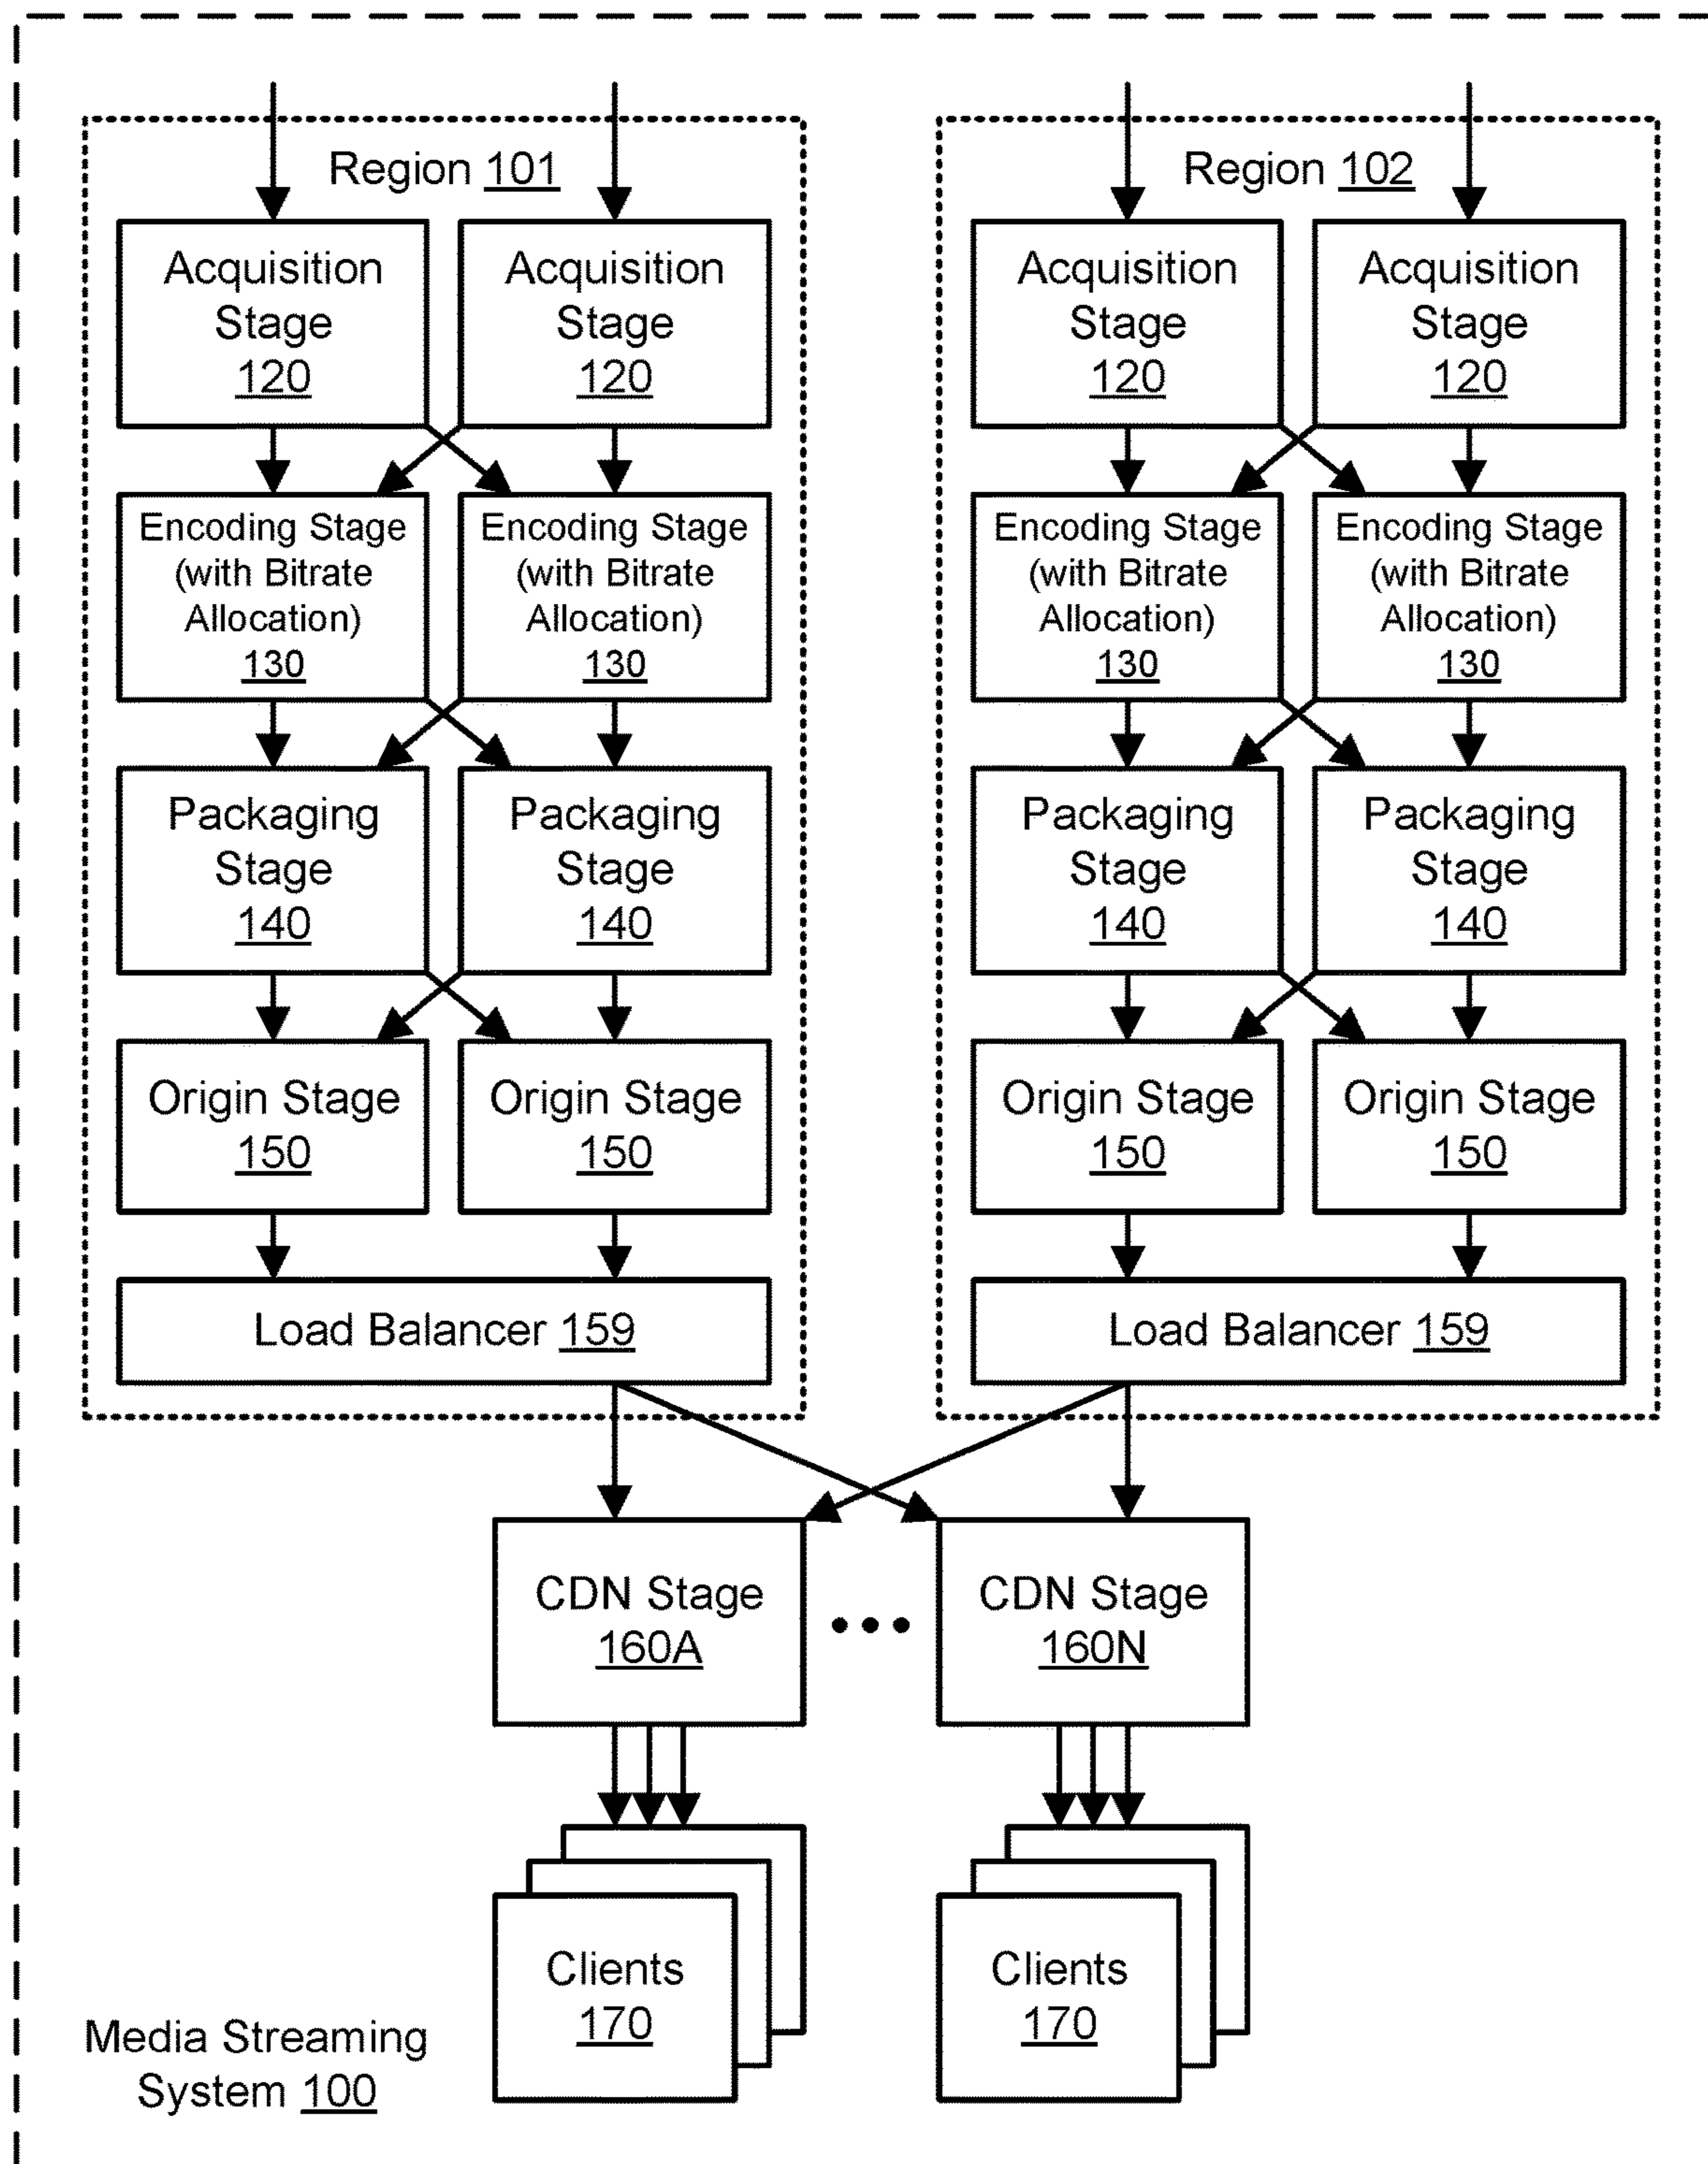 Region 101
Region 102
Acquisition
Stage
120
Acquisition
Stage
120
Acquisition
Stage
120
Acquisition
Stage
120
Encoding Stage
(with Bitrate
Allocation)
130
Encoding Stage
(with Bitrate
Allocation)
130
Encoding Stage
(with Bitrate
Allocation)
130
Encoding Stage
(with Bitrate
Allocation)
130
Packaging
Stage
140
Packaging
Stage
140
Packaging
Stage
140
Packaging
Stage
140
Origin Stage
150
Origin Stage
150
Origin Stage
150
Origin Stage
150
Load Balancer 159
Load Balancer 159
CDN Stage
160A
CDN Stage
160N
Clients
170
Clients
170
Media Streaming
System 100